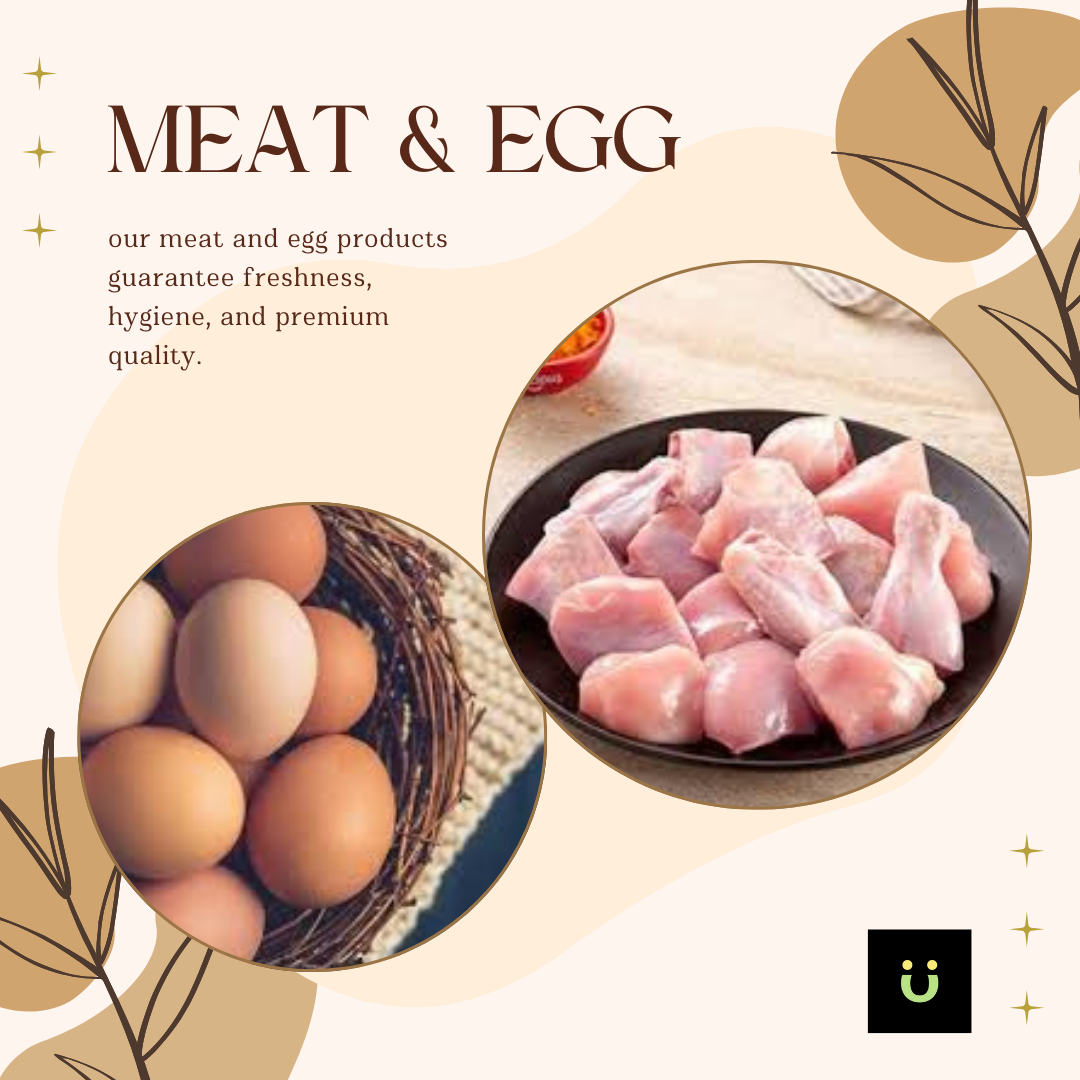 MEAT & EGG
our meat and egg products
guarantee freshness,
hygiene, and premium
quality.
ü